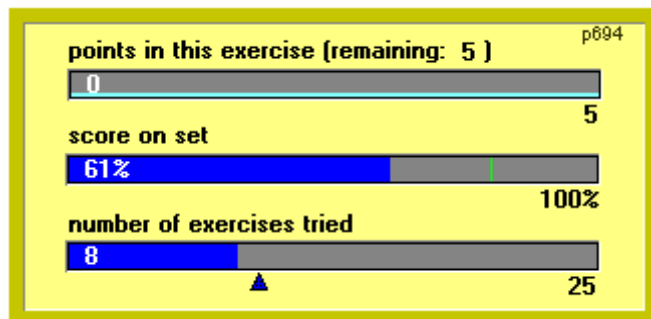 p694
points in this exercise (remaining: 5 )
0
5
score on set
61%
100%
number of exercises tried
8
25